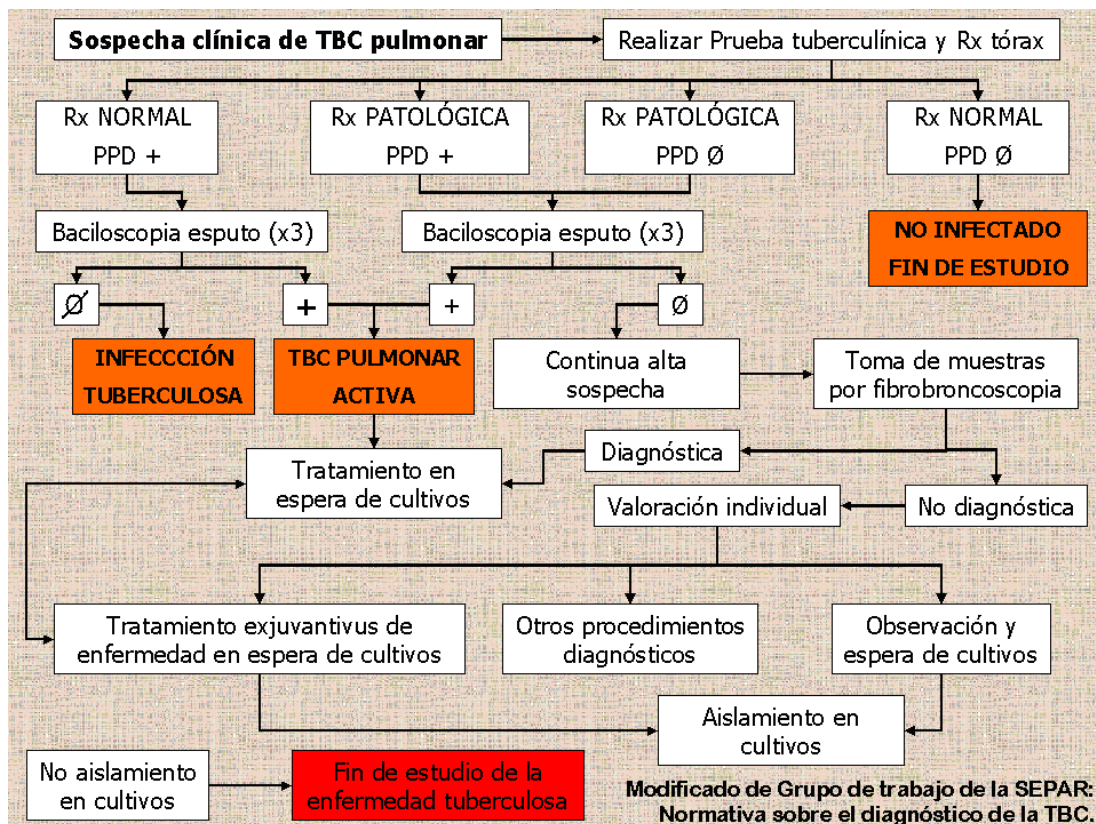 Sospecha clínica de TBC pulmonar
Realizar Prueba tuberculínica y Rx tórax
Rx NORMAL
PPD +
Rx PATOLÓGICA
PPD +
Rx PATOLÓGICA
PPD Ø
Rx NORMAL
PPD Ø
Baciloscopia esputo (x3)
Baciloscopia esputo (x3)
NO INFECTADO
FIN DE ESTUDIO
Ø
+
+
Ø
INFECCCIÓN
TUBERCULOSA
TBC PULMONAR
ACTIVA
Continua alta
sospecha
Toma de muestras
por fibrobroncoscopia
Diagnóstica
Tratamiento en
espera de cultivos
Valoración individual
No diagnóstica
Tratamiento exjuvantivus de
enfermedad en espera de cultivos
Otros procedimientos
diagnósticos
Observación y
espera de cultivos
Aislamiento en
cultivos
No aislamiento
en cultivos
Fin de estudio de la
enfermedad tuberculosa
Modificado de Grupo de trabajo de la SEPAR:
Normativa sobre el diagnóstico de la TBC.